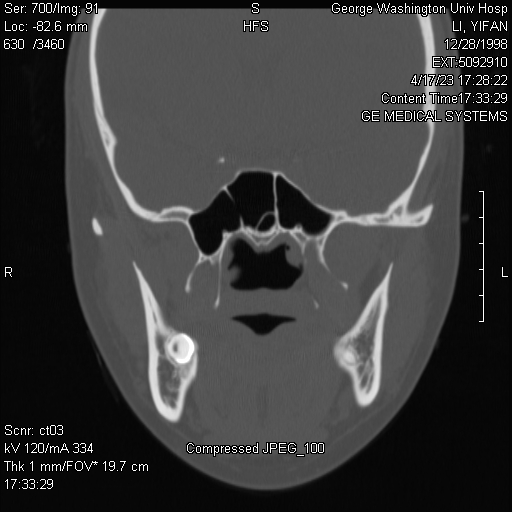 Ser: 700/Img: 91
Loc: -82.6 mm
630 /3460
S
HFS
George Washington Univ Hosp
LI, YIFAN
12/28/1998
EXT:5092910
4/17/23 17:28:22
Content Time17:33:29
GE MEDICAL SYSTEMS
R
L
Scnr: ct03
kV 120/mA 334
Thk 1 mm/FOV* 19.7 cm
17:33:29
Compressed JPEG_100